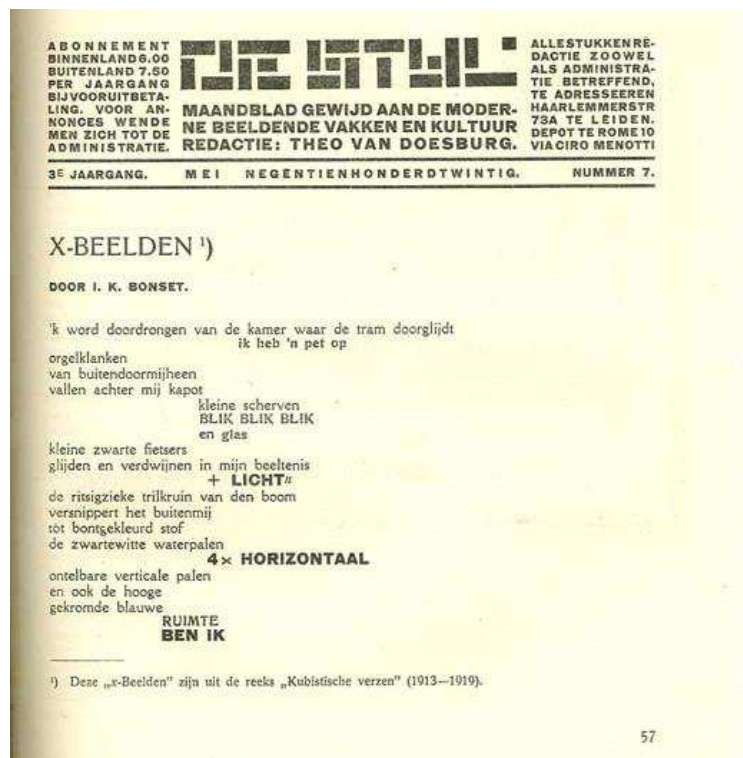 ABONNEMENT
BINNENLAND 6.00
BUITENLAND 7.50
PER JAARGANG
BIJ VOORUITBETA-
LING. VOOR AN-
NONCES WENDE
MEN ZICH TOT DE
ADMINISTRATIE.
DE STIJL
MAANDBLAD GEWIJD AAN DE MODER-
NE BEELDENDE VAKKEN EN KULTUUR
REDACTIE: THEO VAN DOESBURG.
ALLE STUKKEN RE-
DACTIE ZOOWEL
ALS ADMINISTRA-
TIE BETREFFEND,
TE ADRESSEEREN
HAARLEMMERSTR
73A TE LEIDEN.
DEPOT TE ROME 10
VIA CIRO MENOTTI
3E JAARGANG. MEI NEGENTIENHONDERDTWINTIG. NUMMER 7.
X-BEELDEN ¹)
DOOR I. K. BONSET.
'k word doordrongen van de kamer waar de tram doorglijdt
ik heb 'n pet op
orgelklanken
van buitendoormijheen
vallen achter mij kapot
kleine scherven
BLIK BLIK BLIK
en glas
kleine zwarte fietsers
glijden en verdwijnen in mijn beeltenis
+ LICHTⁿ
de ritsigzieke trilkruin van den boom
versnippert het buitenmij
tot bontgekleurd stof
de zwartewitte waterpalen
4× HORIZONTAAL
ontelbare verticale palen
en ook de hooge
gekromde blauwe
RUIMTE
BEN IK
¹) Deze „x-Beelden" zijn uit de reeks „Kubistische verzen" (1913—1919).
57